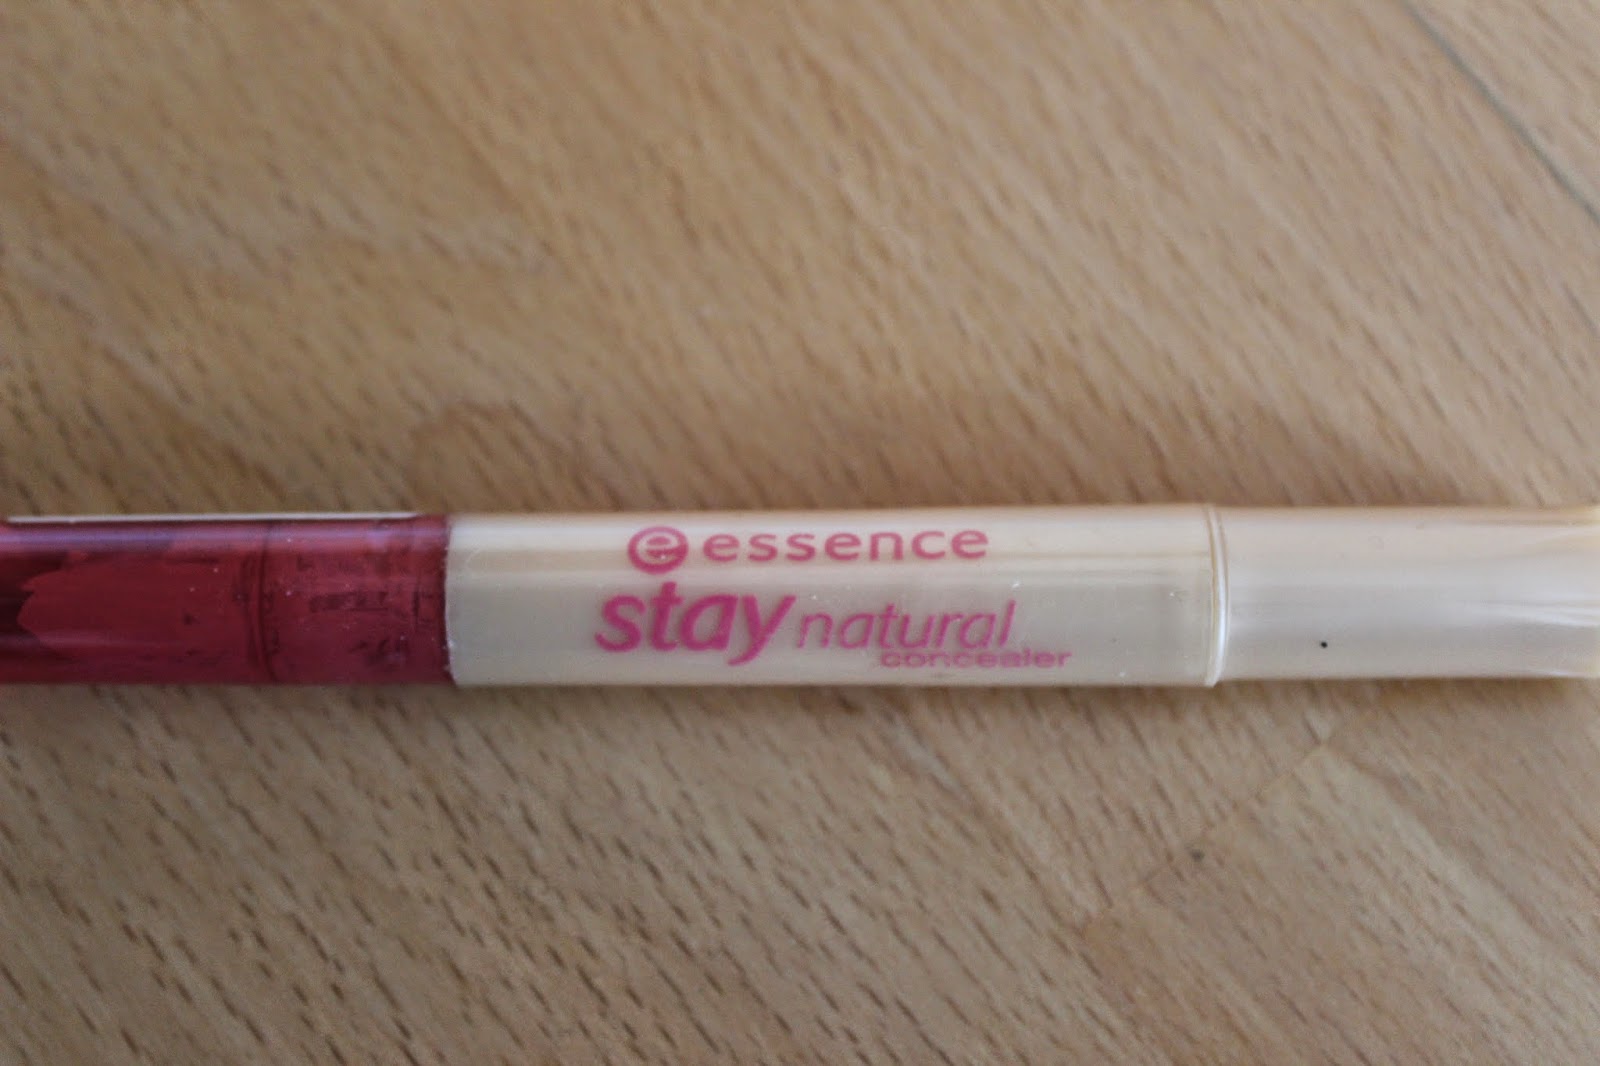 essence
stay natural
concealer